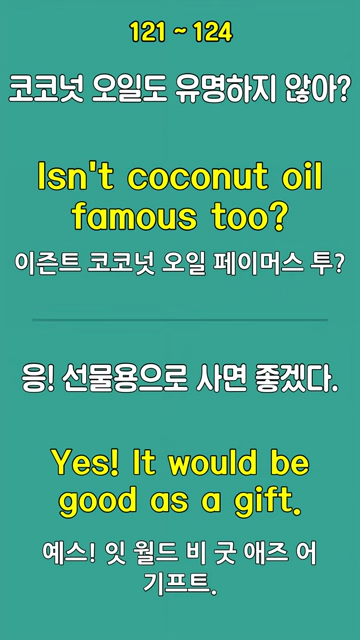 121 ~ 124
코코넛 오일도 유명하지 않아?
Isn't coconut oil
famous too?
이즌트 코코넛 오일 페이머스 투?
응! 선물용으로 사면 좋겠다.
Yes! It would be
good as a gift.
예스! 잇 월드 비 굿 애즈 어
기프트.